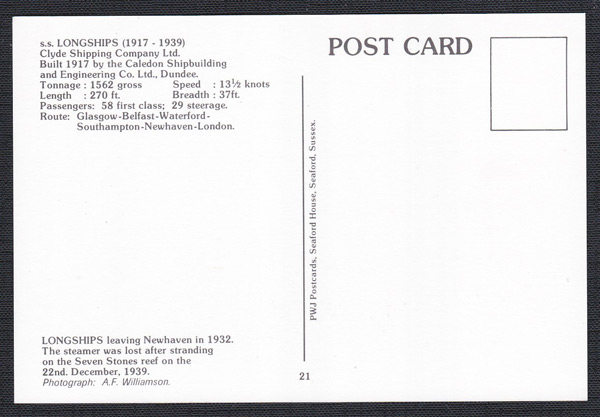 s.s. LONGSHIPS (1917 - 1939)
Clyde Shipping Company Ltd.
Built 1917 by the Caledon Shipbuilding
and Engineering Co. Ltd., Dundee.
Tonnage : 1562 gross Speed : 13½ knots
Length : 270 ft. Breadth : 37ft.
Passengers: 58 first class; 29 steerage.
Route: Glasgow-Belfast-Waterford-
Southampton-Newhaven-London.
LONGSHIPS leaving Newhaven in 1932.
The steamer was lost after stranding
on the Seven Stones reef on the
22nd. December, 1939.
Photograph: A.F. Williamson.
PWJ Postcards, Seaford House, Seaford, Sussex.
21
POST CARD